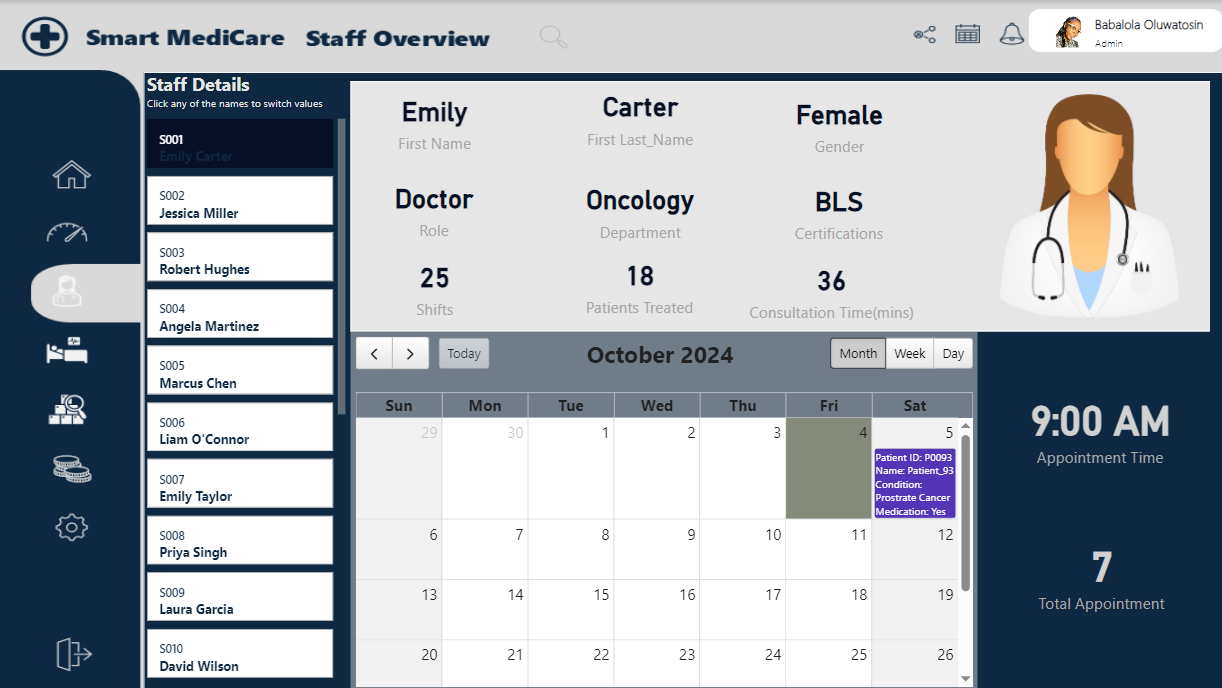 Smart MediCare
Staff Overview
Babalola Oluwatosin
Admin
Staff Details
Click any of the names to switch values
S001
Emily Carter
S002
Jessica Miller
S003
Robert Hughes
S004
Angela Martinez
S005
Marcus Chen
S006
Liam O'Connor
S007
Emily Taylor
S008
Priya Singh
S009
Laura Garcia
S010
David Wilson
Emily
First Name
Carter
First Last_Name
Female
Gender
Doctor
Role
Oncology
Department
BLS
Certifications
25
Shifts
18
Patients Treated
36
Consultation Time(mins)
Today
October 2024
Month Week Day
Sun Mon Tue Wed Thu Fri Sat
29 30 1 2 3 4 5
Patient ID: P0093
Name: Patient_93
Condition:
Prostrate Cancer
Medication: Yes
6 7 8 9 10 11 12
13 14 15 16 17 18 19
20 21 22 23 24 25 26
9:00 AM
Appointment Time
7
Total Appointment